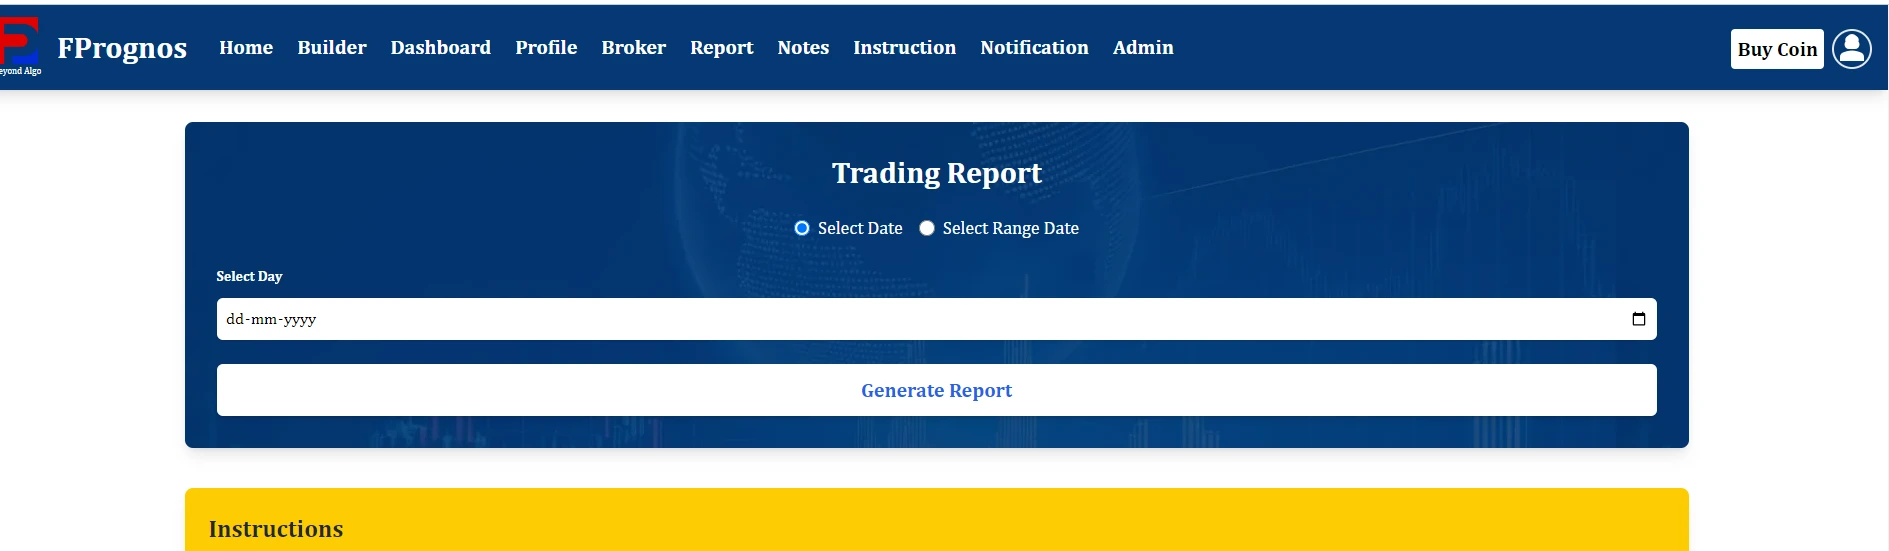 FPrognos Home Builder Dashboard Profile Broker Report Notes Instruction Notification Admin Buy Coin
eyond Algo
Trading Report
Select Date Select Range Date
Select Day
dd-mm-yyyy
Generate Report
Instructions